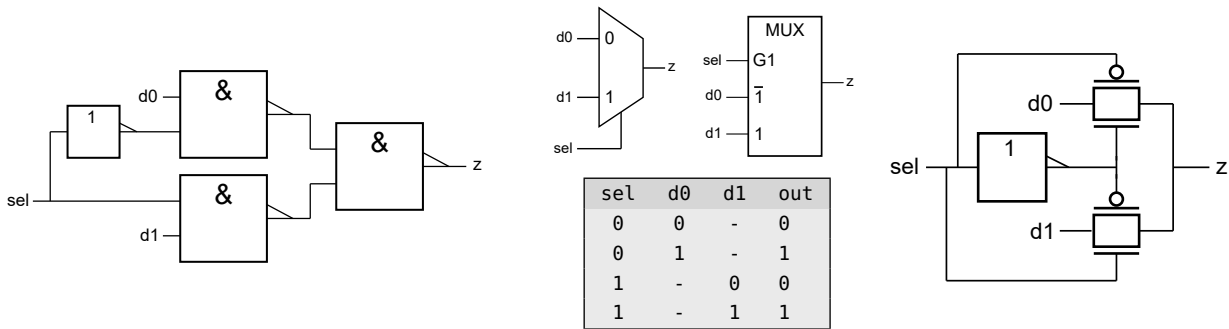 d0
&
1
&
z
sel
&
d1
d0
0
z
d1
1
sel
MUX
sel
G1
d0
1̅
d1
1
z
sel d0 d1 out
0 0 - 0
0 1 - 1
1 - 0 0
1 - 1 1
d0
1
sel
z
d1